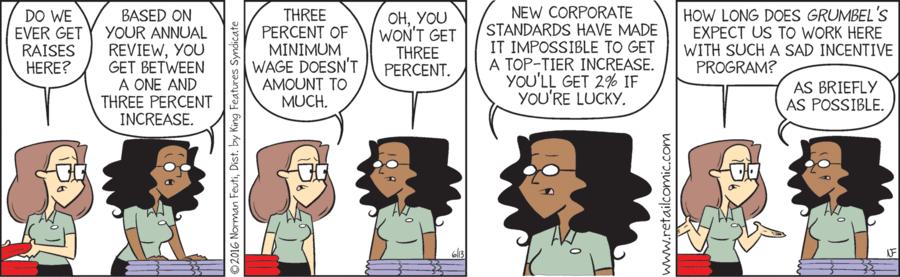 DO WE
EVER GET
RAISES
HERE?
BASED ON
YOUR ANNUAL
REVIEW, YOU
GET BETWEEN
A ONE AND
THREE PERCENT
INCREASE.
©2016 Norman Feuti, Dist. by King Features Syndicate
THREE
PERCENT OF
MINIMUM
WAGE DOESN'T
AMOUNT TO
MUCH.
OH, YOU
WON'T GET
THREE
PERCENT.
6/13
NEW CORPORATE
STANDARDS HAVE MADE
IT IMPOSSIBLE TO GET
A TOP-TIER INCREASE.
YOU'LL GET 2% IF
YOU'RE LUCKY.
www.retailcomic.com
HOW LONG DOES GRUMBEL'S
EXPECT US TO WORK HERE
WITH SUCH A SAD INCENTIVE
PROGRAM?
AS BRIEFLY
AS POSSIBLE.
NF